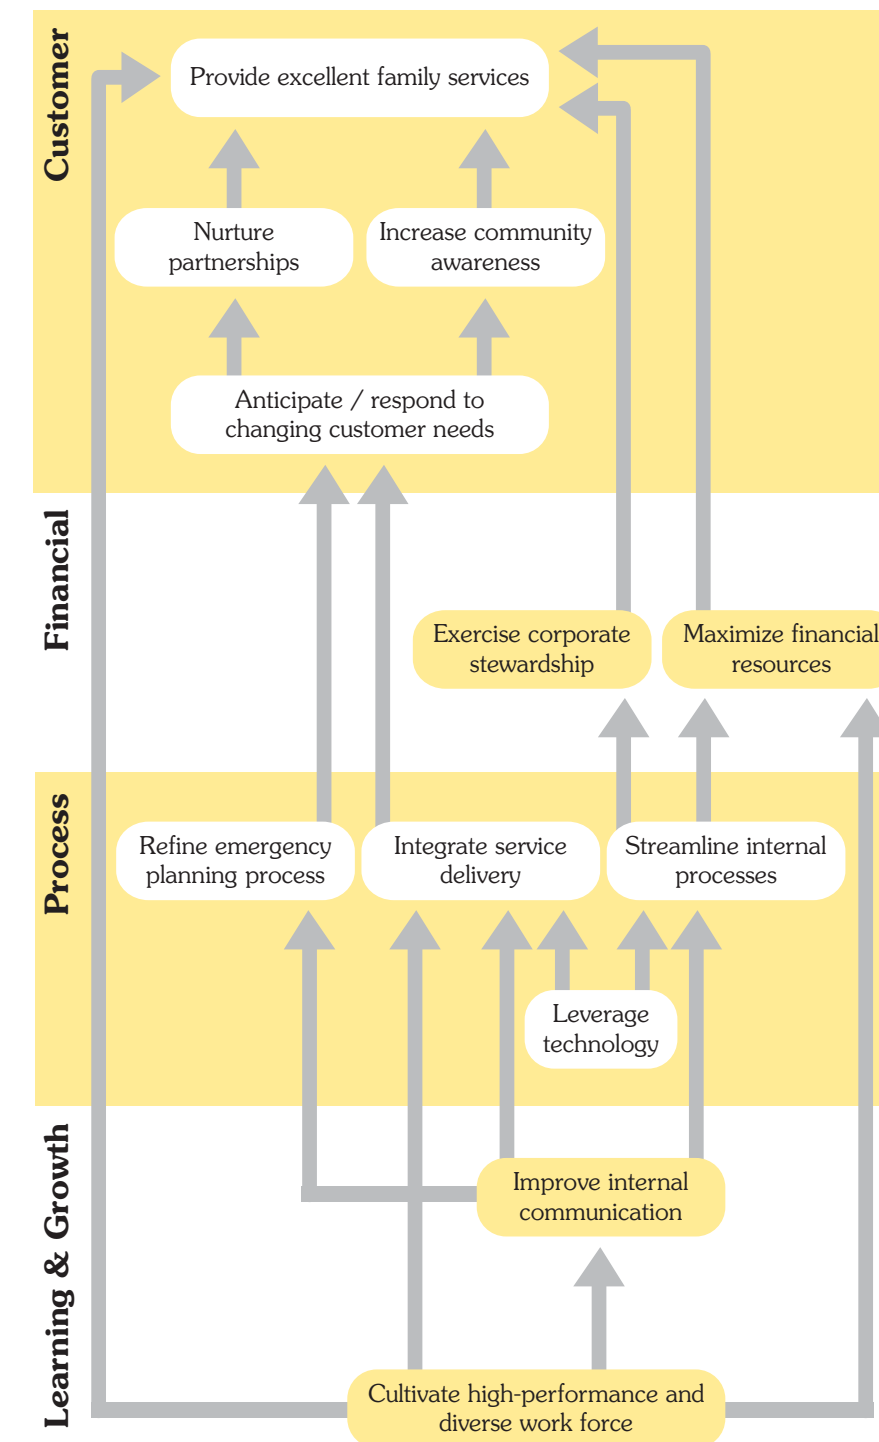 Customer
Provide excellent family services
Nurture
partnerships
Increase community
awareness
Anticipate / respond to
changing customer needs
Financial
Exercise corporate
stewardship
Maximize financial
resources
Process
Refine emergency
planning process
Integrate service
delivery
Streamline internal
processes
Leverage
technology
Learning & Growth
Improve internal
communication
Cultivate high-performance and
diverse work force